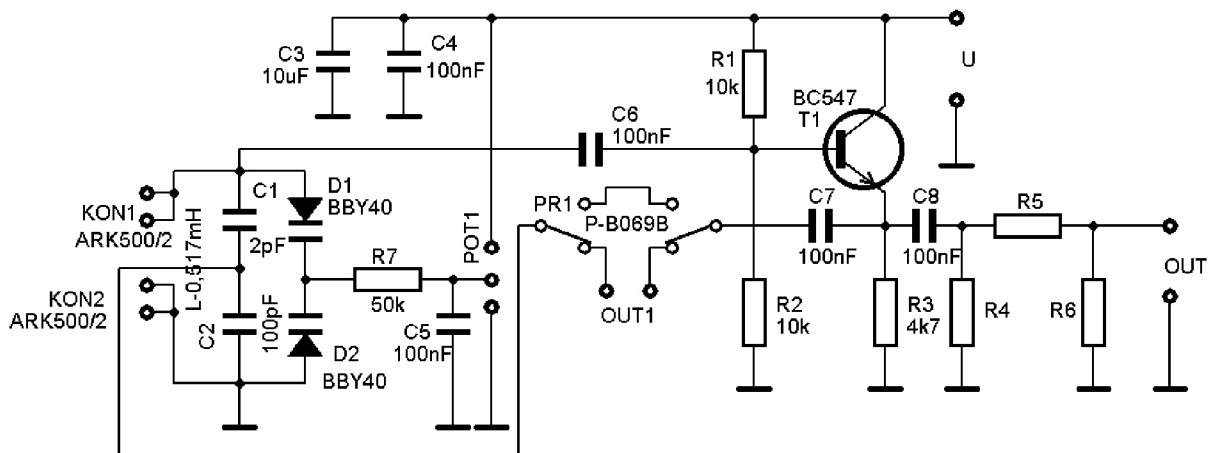 C3
10uF
C4
100nF
R1
10k
BC547
T1
U
C6
100nF
KON1
ARK500/2
C1
2pF
D1
BBY40
L-0,517mH
POT1
PR1
P-B069B
C7
100nF
C8
100nF
R5
OUT
R7
50k
KON2
ARK500/2
C2
100pF
C5
100nF
OUT1
R2
10k
R3
4k7
R4
R6
D2
BBY40